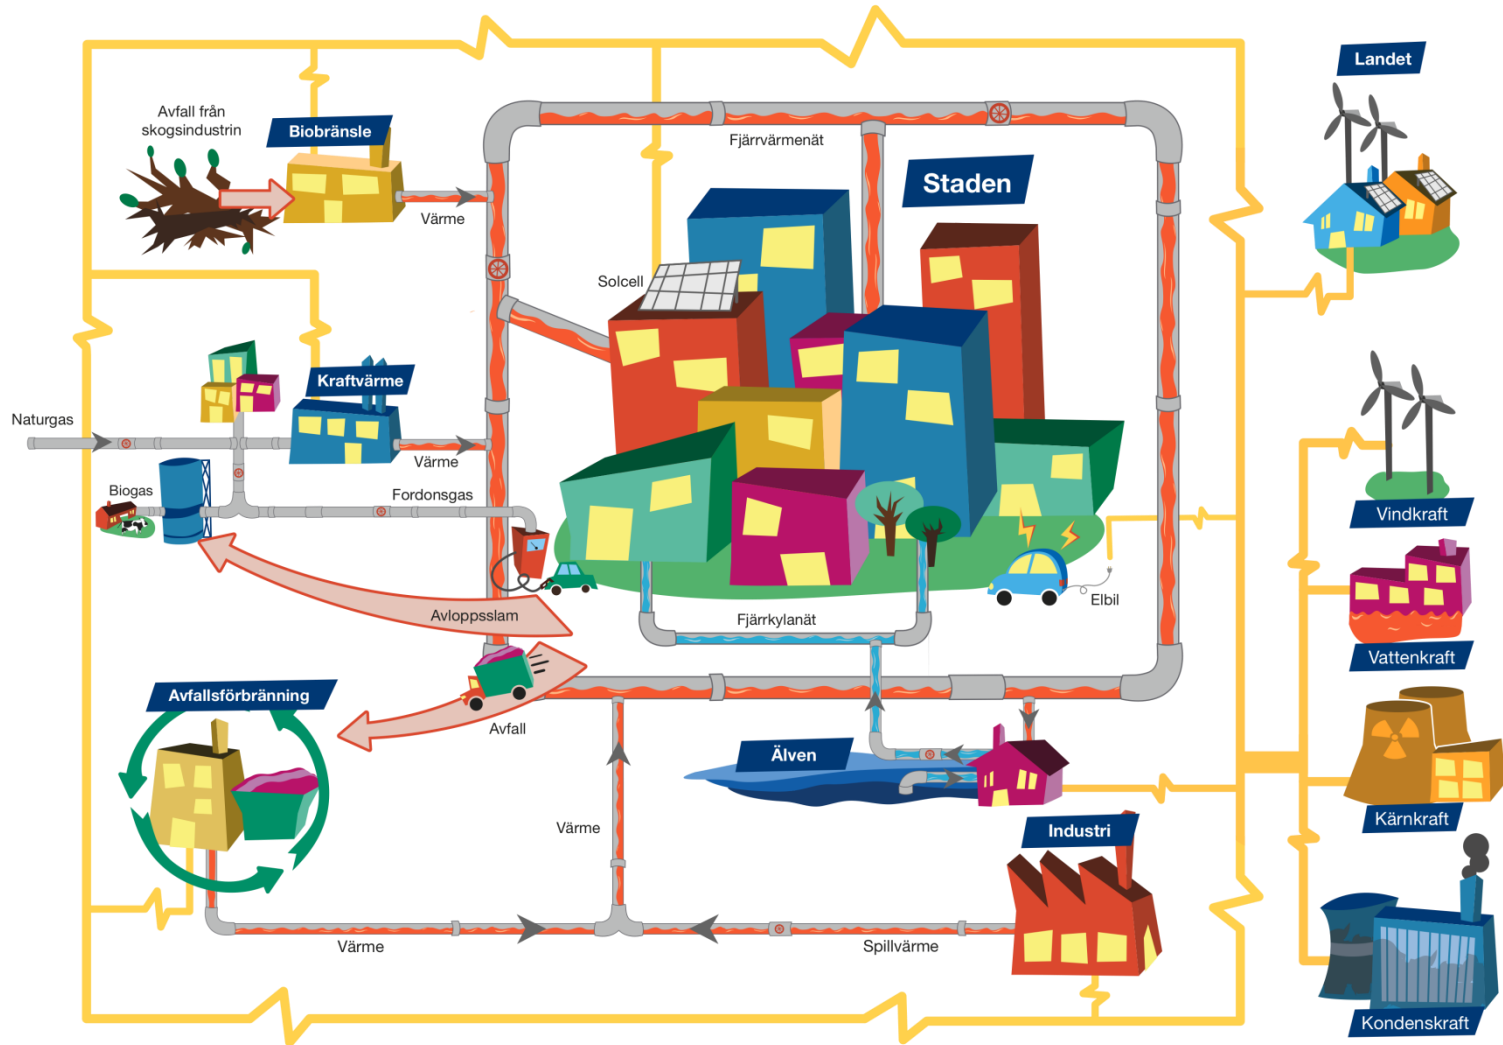 Landet
Avfall från
skogsindustrin
Biobränsle
Fjärrvärmenät
Staden
Värme
Solcell
Kraftvärme
Naturgas
Värme
Biogas
Fordonsgas
Vindkraft
Elbil
Avloppsslam
Fjärrkylanät
Vattenkraft
Avfallsförbränning
Avfall
Älven
Kärnkraft
Värme
Industri
Värme
Spillvärme
Kondenskraft